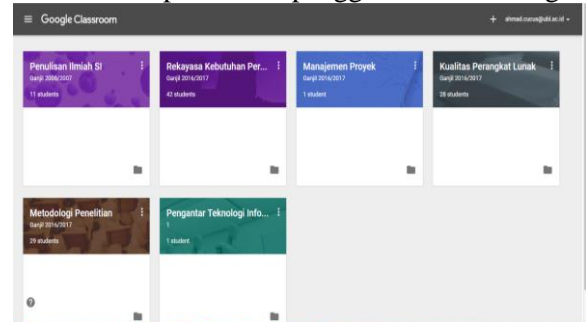 Google Classroom
+ ahmad.cucus@ubl.ac.id
Penulisan Ilmiah SI
Ganjil 2006/2007
11 students
Rekayasa Kebutuhan Per...
Ganjil 2016/2017
42 students
Manajemen Proyek
Ganjil 2016/2017
1 student
Kualitas Perangkat Lunak
Ganjil 2016/2017
28 students
Metodologi Penelitian
Ganjil 2016/2017
29 students
Pengantar Teknologi Info...
1
1 student